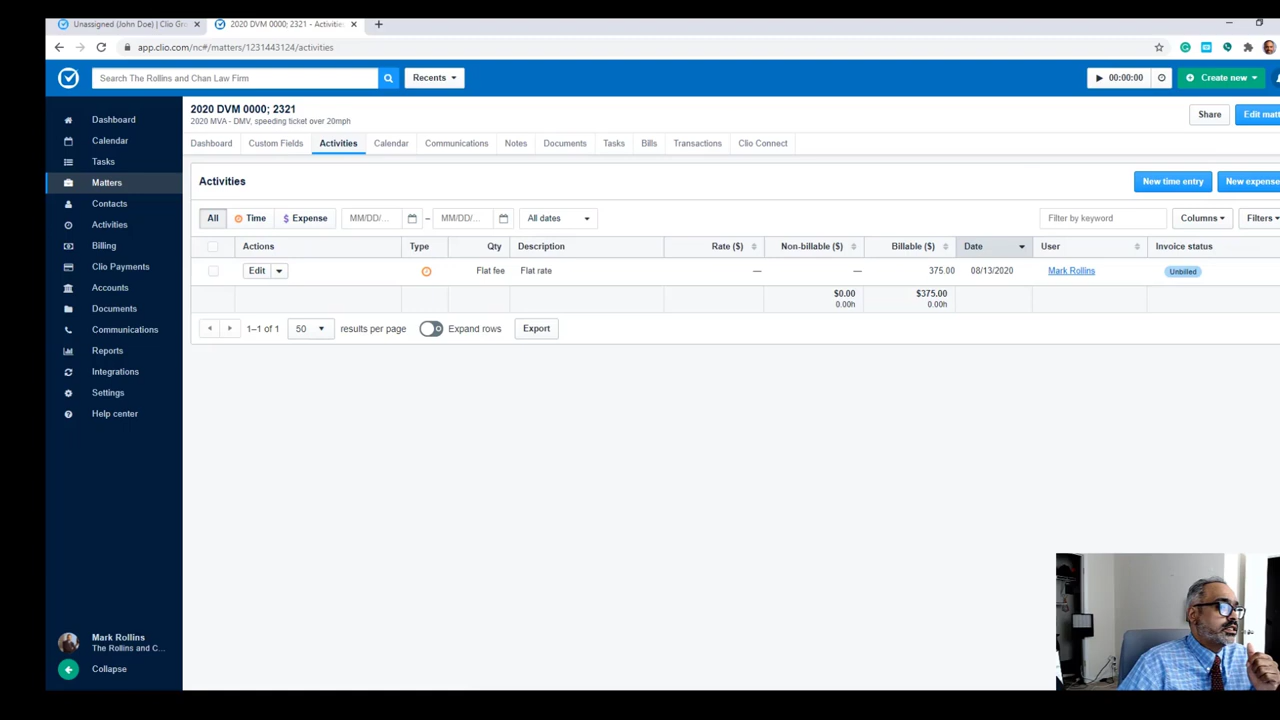 Unassigned (John Doe) | Clio Gro
2020 DVM 0000; 2321 - Activitie
app.clio.com/nc#/matters/1231443124/activities
Search The Rollins and Chan Law Firm
Recents
00:00:00
Create new
2020 DVM 0000; 2321
2020 MVA - DMV, speeding ticket over 20mph
Share
Edit matt
Dashboard
Calendar
Tasks
Matters
Contacts
Activities
Billing
Clio Payments
Accounts
Documents
Communications
Reports
Integrations
Settings
Help center
Mark Rollins
The Rollins and C...
Collapse
Dashboard Custom Fields Activities Calendar Communications Notes Documents Tasks Bills Transactions Clio Connect
Activities
New time entry New expense
All Time $ Expense MM/DD/... – MM/DD/... All dates Filter by keyword Columns Filters
Actions Type Qty Description Rate ($) Non-billable ($) Billable ($) Date User Invoice status
Edit Flat fee Flat rate — — 375.00 08/13/2020 Mark Rollins Unbilled
$0.00 $375.00
0.00h 0.00h
1–1 of 1 50 results per page Expand rows Export